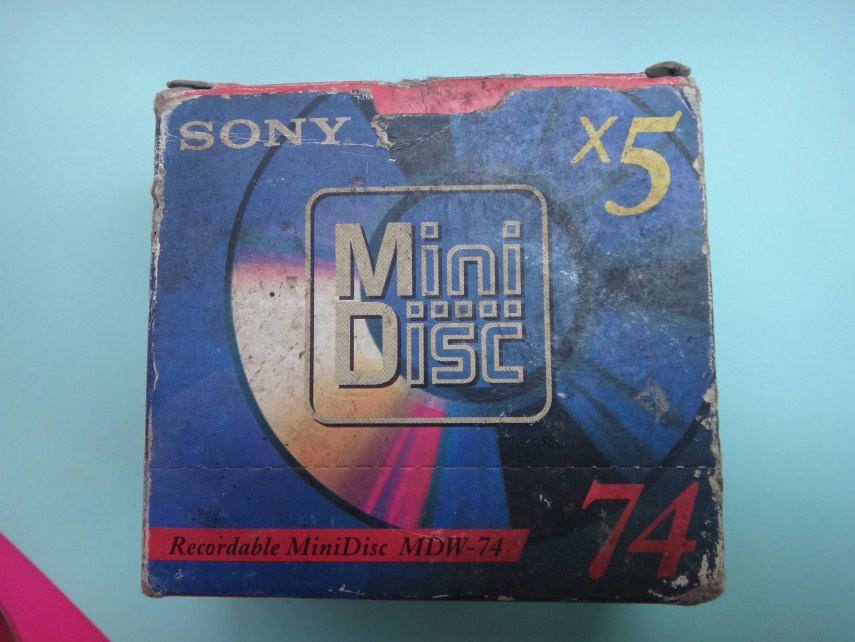 SONY
x5
Mini
Disc
74
Recordable MiniDisc MDW-74